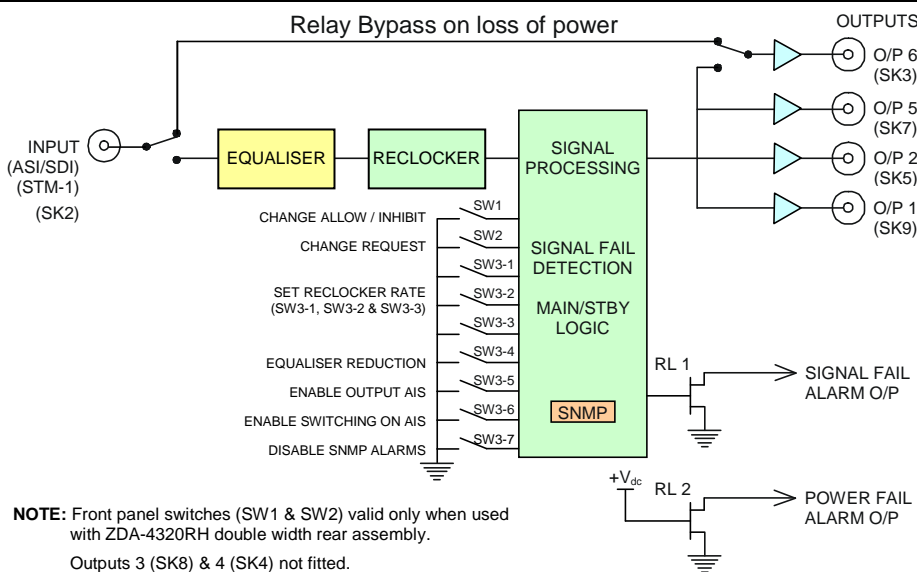 Relay Bypass on loss of power
OUTPUTS
O/P 6
(SK3)
O/P 5
(SK7)
O/P 2
(SK5)
O/P 1
(SK9)
INPUT
(ASI/SDI)
(STM-1)
(SK2)
EQUALISER
RECLOCKER
SIGNAL
PROCESSING
SIGNAL FAIL
DETECTION
MAIN/STBY
LOGIC
SNMP
CHANGE ALLOW / INHIBIT
SW1
CHANGE REQUEST
SW2
SW3-1
SET RECLOCKER RATE
(SW3-1, SW3-2 & SW3-3)
SW3-2
SW3-3
EQUALISER REDUCTION
SW3-4
ENABLE OUTPUT AIS
SW3-5
ENABLE SWITCHING ON AIS
SW3-6
DISABLE SNMP ALARMS
SW3-7
RL 1
SIGNAL FAIL
ALARM O/P
+Vdc
RL 2
POWER FAIL
ALARM O/P
NOTE: Front panel switches (SW1 & SW2) valid only when used
with ZDA-4320RH double width rear assembly.
Outputs 3 (SK8) & 4 (SK4) not fitted.